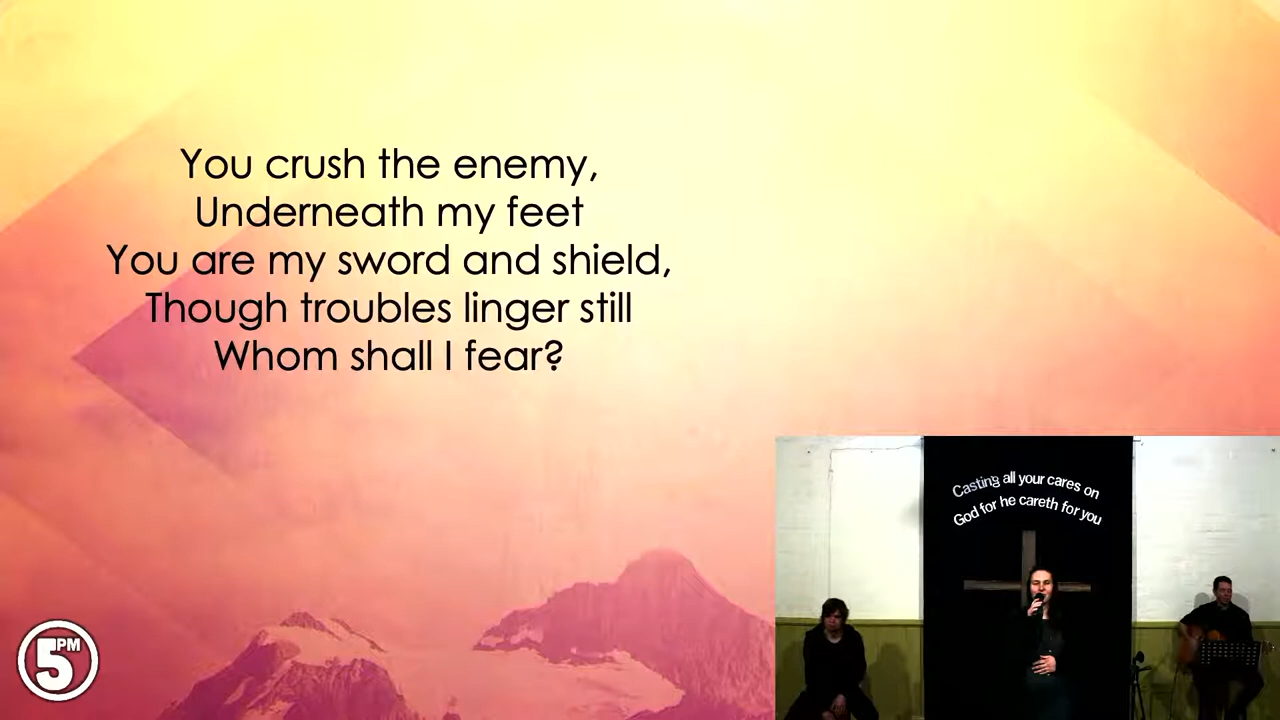 You crush the enemy,
Underneath my feet
You are my sword and shield,
Though troubles linger still
Whom shall I fear?
Casting all your cares on
God for he careth for you
5PM